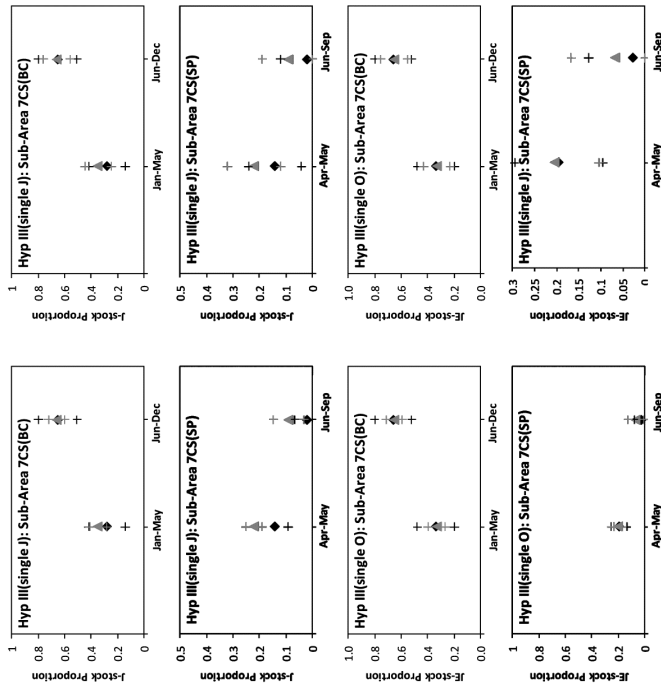 Hyp III(single J): Sub-Area 7CS(BC)
J-stock Proportion
1
0.8
0.6
0.4
0.2
0
Jan-May
Jun-Dec
Hyp III(single J): Sub-Area 7CS(BC)
J-stock Proportion
1
0.8
0.6
0.4
0.2
0
Jan-May
Jun-Dec
Hyp III(single J): Sub-Area 7CS(SP)
J-stock Proportion
0.5
0.4
0.3
0.2
0.1
0
Apr-May
Jun-Sep
Hyp III(single J): Sub-Area 7CS(SP)
J-stock Proportion
0.5
0.4
0.3
0.2
0.1
0
Apr-May
Jun-Sep
Hyp III(single O): Sub-Area 7CS(BC)
JE-stock Proportion
1.0
0.8
0.6
0.4
0.2
0.0
Jan-May
Jun-Dec
Hyp III(single O): Sub-Area 7CS(BC)
JE-stock Proportion
1.0
0.8
0.6
0.4
0.2
0.0
Jan-May
Jun-Dec
Hyp III(single O): Sub-Area 7CS(SP)
JE-stock Proportion
1
0.8
0.6
0.4
0.2
0
Apr-May
Jun-Sep
Hyp III(single J): Sub-Area 7CS(SP)
JE-stock Proportion
0.3
0.25
0.2
0.15
0.1
0.05
0
Apr-May
Jun-Sep